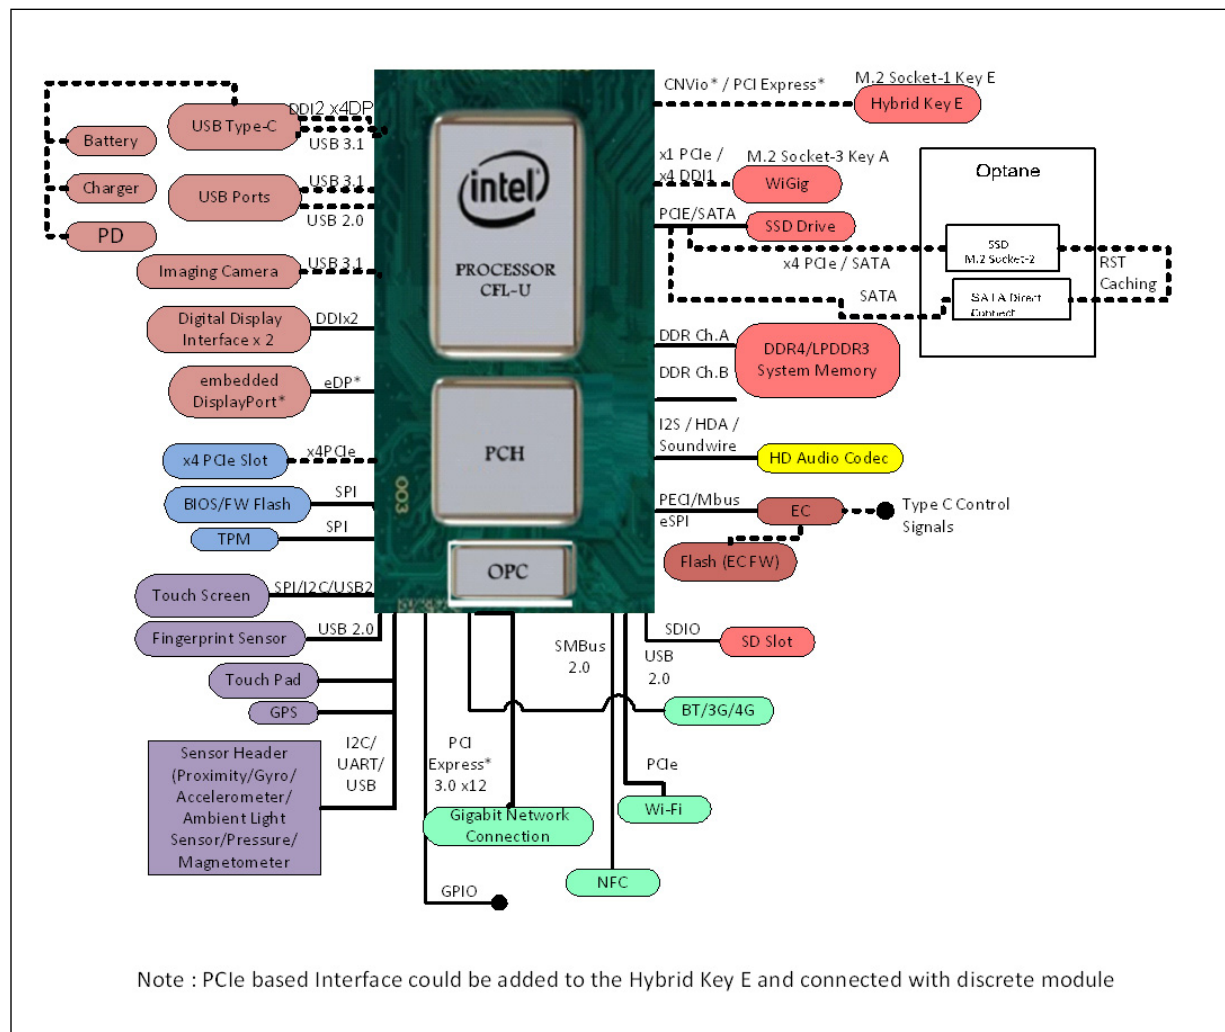 CNVio* / PCI Express*
M.2 Socket-1 Key E
Hybrid Key E
USB Type-C
DDI2 x4DP
USB 3.1
Battery
Charger
PD
USB Ports
USB 3.1
USB 2.0
Imaging Camera
USB 3.1
Digital Display
Interface x 2
DDIx2
embedded
DisplayPort*
eDP*
x4 PCIe Slot
x4PCIe
BIOS/FW Flash
SPI
TPM
SPI
Touch Screen
SPI/I2C/USB2
Fingerprint Sensor
USB 2.0
Touch Pad
GPS
Sensor Header
(Proximity/Gyro/
Accelerometer/
Ambient Light
Sensor/Pressure/
Magnetometer
I2C/
UART/
USB
intel
PROCESSOR
CFL-U
PCH
003
OPC
x1 PCIe /
x4 DDI1
M.2 Socket-3 Key A
WiGig
PCIE/SATA
SSD Drive
x4 PCIe / SATA
SATA
Optane
SSD
M.2 Socket-2
SATA Direct
Connect
RST
Caching
DDR Ch.A
DDR Ch.B
DDR4/LPDDR3
System Memory
I2S / HDA /
Soundwire
HD Audio Codec
PECI/Mbus
eSPI
EC
Type C Control
Signals
Flash (EC FW)
SDIO
SD Slot
SMBus
2.0
USB
2.0
BT/3G/4G
PCI
Express*
3.0 x12
Gigabit Network
Connection
PCIe
Wi-Fi
NFC
GPIO
Note : PCIe based Interface could be added to the Hybrid Key E and connected with discrete module